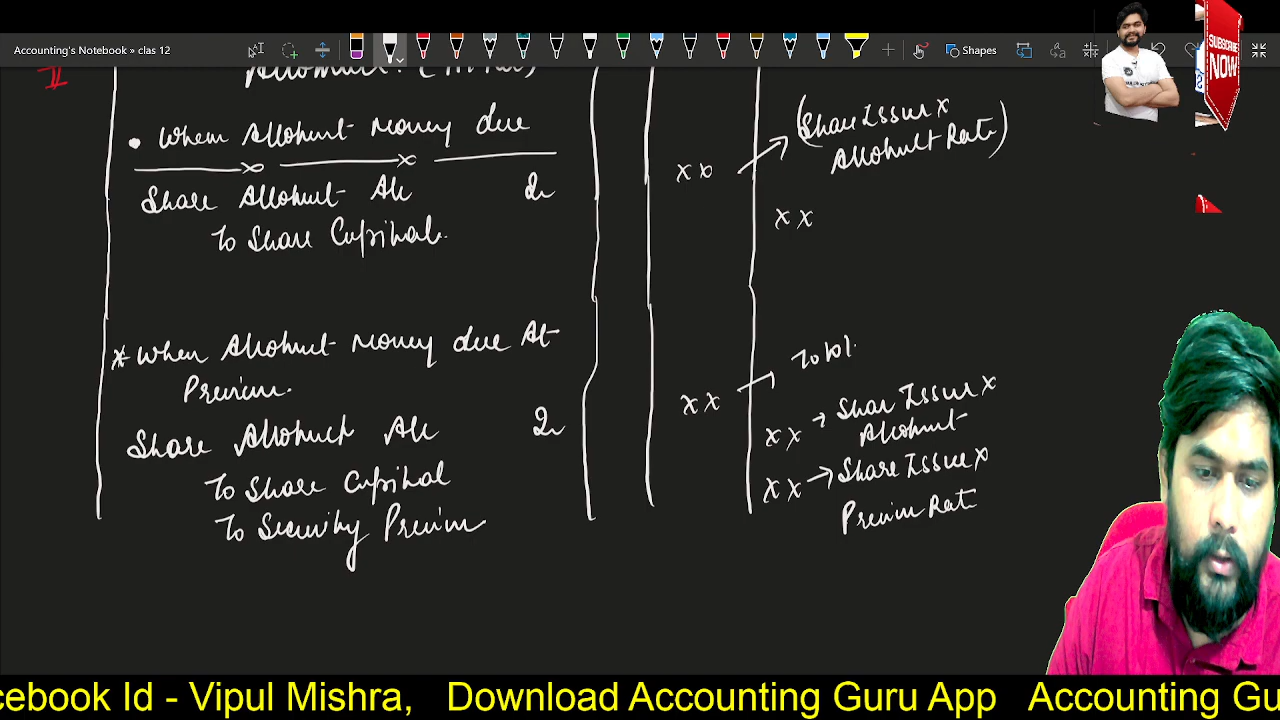 Accounting's Notebook » clas 12
Shapes
SUBSCRIBE
NOW
II
• When Allotment money due
Share Allotment A/c Dr
To Share Capital.
xx
(Share Issue x
Allotment Rate)
xx
* When Allotment money due At
Premium.
Share Allotment A/c Dr
To Share Capital
To Security Premium
xx
Total.
xx → Share Issue x
Allotment
xx → Share Issue x
Premium Rate
cebook Id - Vipul Mishra, Download Accounting Guru App Accounting Gu